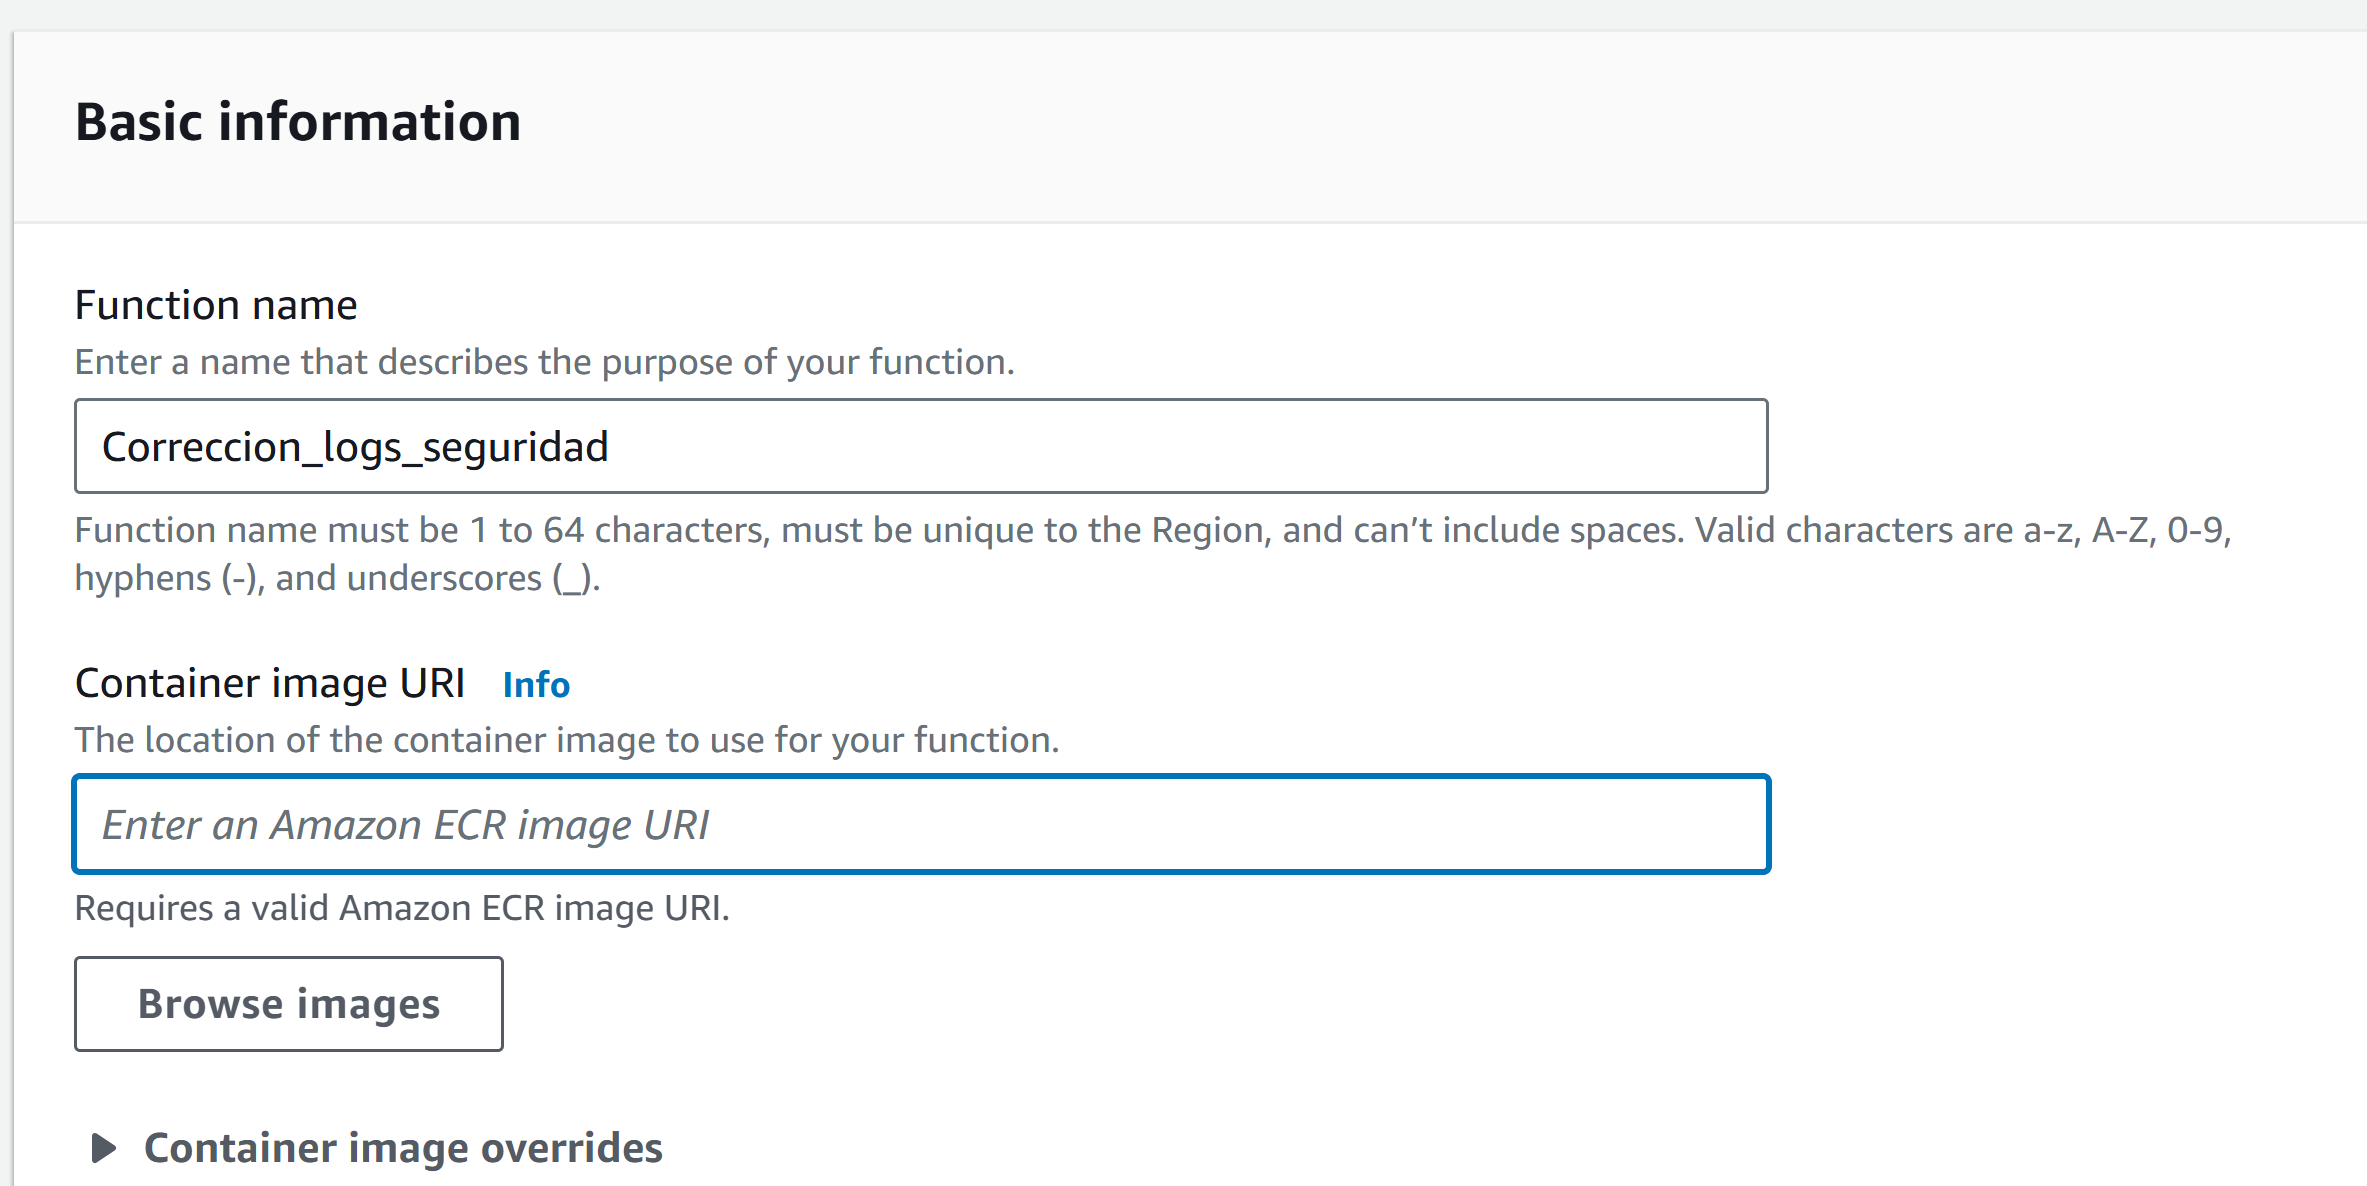 Basic information
Function name
Enter a name that describes the purpose of your function.
Correccion_logs_seguridad
Function name must be 1 to 64 characters, must be unique to the Region, and can’t include spaces. Valid characters are a-z, A-Z, 0-9,
hyphens (-), and underscores (_).
Container image URI Info
The location of the container image to use for your function.
Enter an Amazon ECR image URI
Requires a valid Amazon ECR image URI.
Browse images
Container image overrides